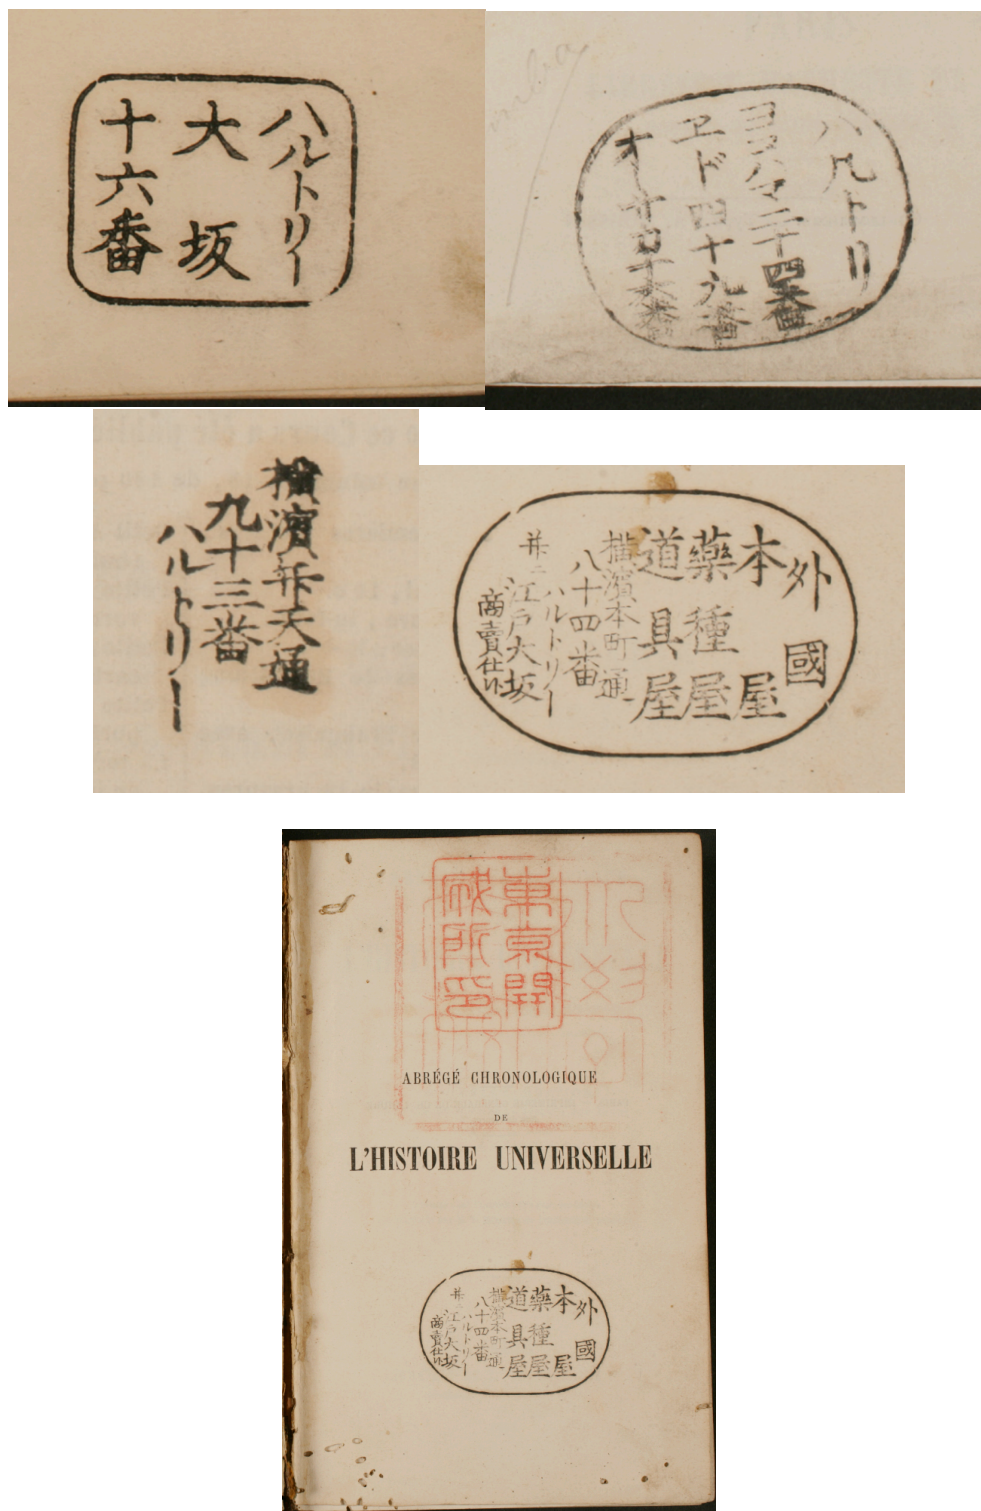 ハルトリー
大坂
十六番
ハルトリ
ヨコハマ二十四番
ヱド四十九番
オーサカ十六番
横濱弁天通
九十三番
ハルトリー
外國
本屋
藥種屋
道具屋
横濱本町通
八十四番
ハルトリー
并ニ江戸大坂
商賣仕候
東京開
成所印
ABRÉGÉ CHRONOLOGIQUE
DE
L'HISTOIRE UNIVERSELLE
外國
本屋
藥種屋
道具屋
横濱本町通
八十四番
ハルトリー
并ニ江戸大坂
商賣仕候